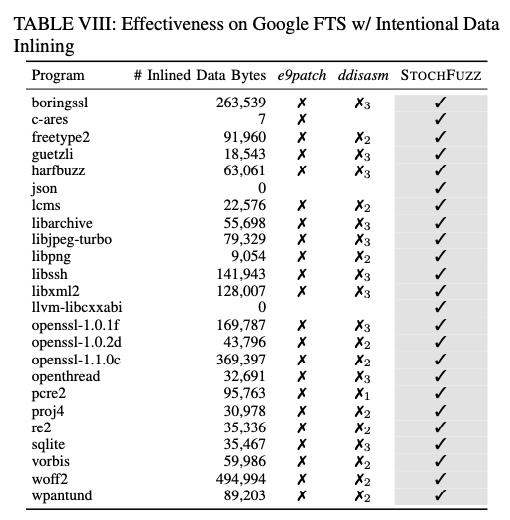 TABLE VIII: Effectiveness on Google FTS w/ Intentional Data
Inlining
Program # Inlined Data Bytes e9patch ddisasm STOCHFUZZ
boringssl 263,539 ✗ ✗3 ✓
c-ares 7 ✗ ✓
freetype2 91,960 ✗ ✗2 ✓
guetzli 18,543 ✗ ✗3 ✓
harfbuzz 63,061 ✗ ✗3 ✓
json 0 ✓
lcms 22,576 ✗ ✗2 ✓
libarchive 55,698 ✗ ✗3 ✓
libjpeg-turbo 79,329 ✗ ✗3 ✓
libpng 9,054 ✗ ✗2 ✓
libssh 141,943 ✗ ✗3 ✓
libxml2 128,007 ✗ ✗3 ✓
llvm-libcxxabi 0 ✓
openssl-1.0.1f 169,787 ✗ ✗3 ✓
openssl-1.0.2d 43,796 ✗ ✗2 ✓
openssl-1.1.0c 369,397 ✗ ✗2 ✓
openthread 32,691 ✗ ✗3 ✓
pcre2 95,763 ✗ ✗1 ✓
proj4 30,978 ✗ ✗2 ✓
re2 35,336 ✗ ✗2 ✓
sqlite 35,467 ✗ ✗3 ✓
vorbis 59,986 ✗ ✗2 ✓
woff2 494,994 ✗ ✗2 ✓
wpantund 89,203 ✗ ✗2 ✓